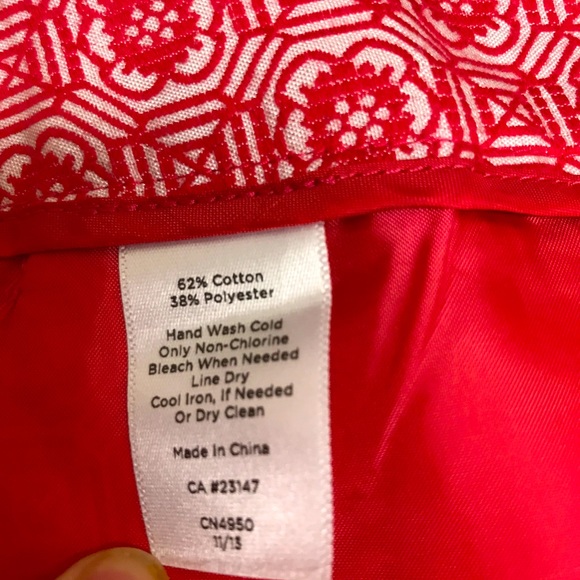 62% Cotton
38% Polyester
Hand Wash Cold
Only Non-Chlorine
Bleach When Needed
Line Dry
Cool Iron, If Needed
Or Dry Clean
Made In China
CA #23147
CN4950
11/13